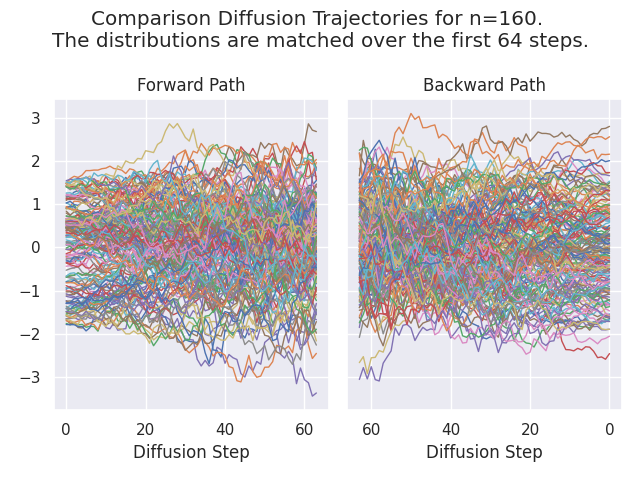 Comparison Diffusion Trajectories for n=160.
The distributions are matched over the first 64 steps.
Forward Path
Backward Path
3
2
1
0
−1
−2
−3
0 20 40 60
60 40 20 0
Diffusion Step
Diffusion Step